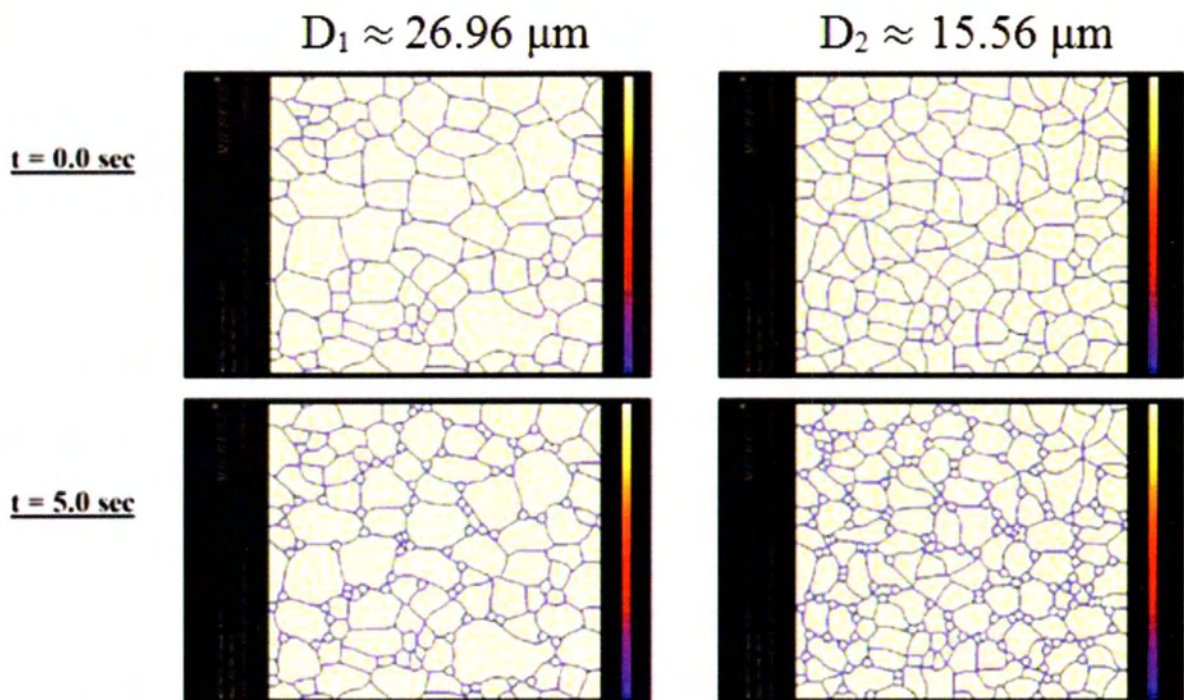 D₁ ≈ 26.96 μm
D₂ ≈ 15.56 μm
t = 0.0 sec
t = 5.0 sec